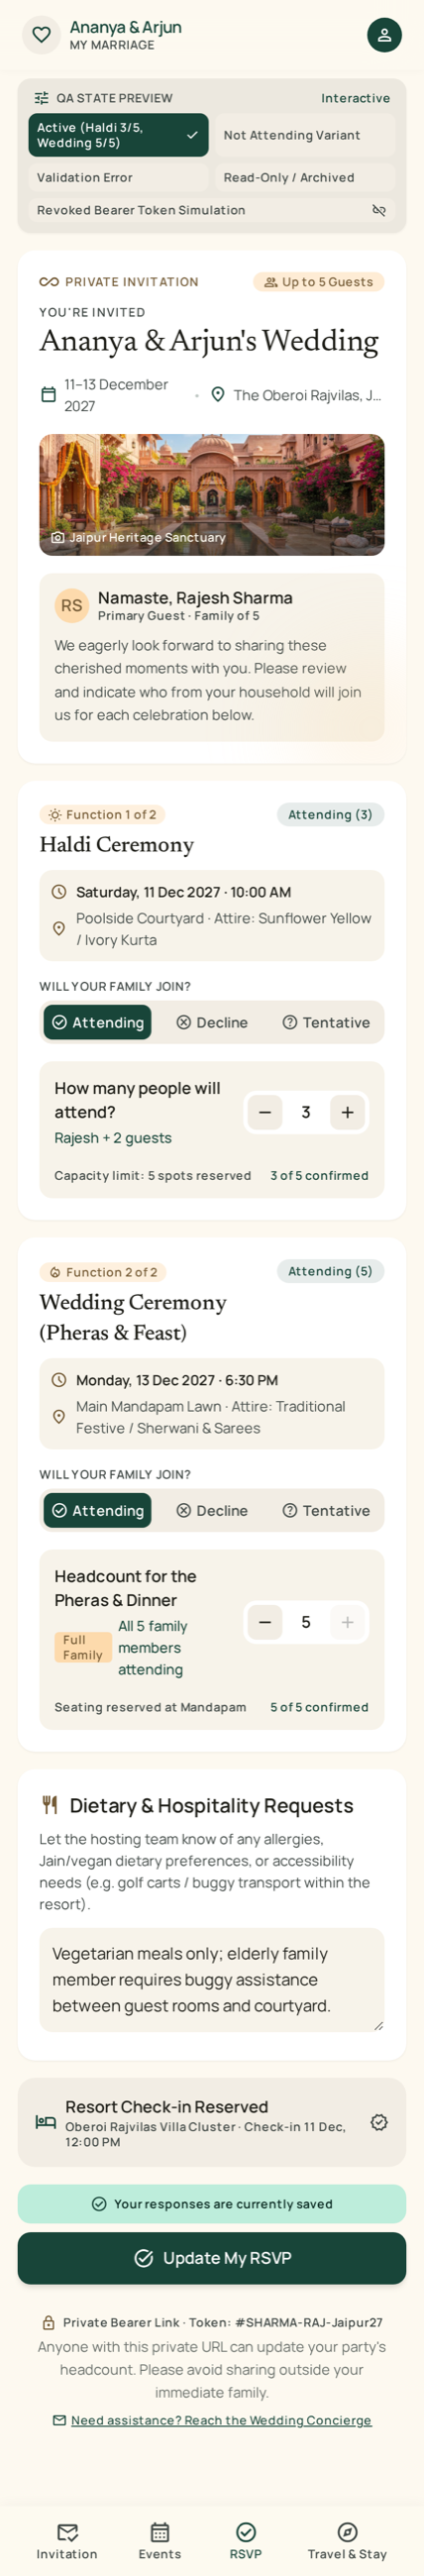 Ananya & Arjun
MY MARRIAGE
QA STATE PREVIEW
Interactive
Active (Haldi 3/5,
Wedding 5/5)
Not Attending Variant
Validation Error
Read-Only / Archived
Revoked Bearer Token Simulation
PRIVATE INVITATION
Up to 5 Guests
YOU'RE INVITED
Ananya & Arjun's Wedding
11–13 December
2027
• The Oberoi Rajvilas, J...
Jaipur Heritage Sanctuary
RS
Namaste, Rajesh Sharma
Primary Guest · Family of 5
We eagerly look forward to sharing these
cherished moments with you. Please review
and indicate who from your household will join
us for each celebration below.
Function 1 of 2
Attending (3)
Haldi Ceremony
Saturday, 11 Dec 2027 · 10:00 AM
Poolside Courtyard · Attire: Sunflower Yellow
/ Ivory Kurta
WILL YOUR FAMILY JOIN?
Attending
Decline
Tentative
How many people will
attend?
Rajesh + 2 guests
− 3 +
Capacity limit: 5 spots reserved
3 of 5 confirmed
Function 2 of 2
Attending (5)
Wedding Ceremony
(Pheras & Feast)
Monday, 13 Dec 2027 · 6:30 PM
Main Mandapam Lawn · Attire: Traditional
Festive / Sherwani & Sarees
WILL YOUR FAMILY JOIN?
Attending
Decline
Tentative
Headcount for the
Pheras & Dinner
Full
Family
All 5 family
members
attending
− 5 +
Seating reserved at Mandapam
5 of 5 confirmed
Dietary & Hospitality Requests
Let the hosting team know of any allergies,
Jain/vegan dietary preferences, or accessibility
needs (e.g. golf carts / buggy transport within the
resort).
Vegetarian meals only; elderly family
member requires buggy assistance
between guest rooms and courtyard.
Resort Check-in Reserved
Oberoi Rajvilas Villa Cluster · Check-in 11 Dec,
12:00 PM
Your responses are currently saved
Update My RSVP
Private Bearer Link · Token: #SHARMA-RAJ-Jaipur27
Anyone with this private URL can update your party's
headcount. Please avoid sharing outside your
immediate family.
Need assistance? Reach the Wedding Concierge
Invitation
Events
RSVP
Travel & Stay